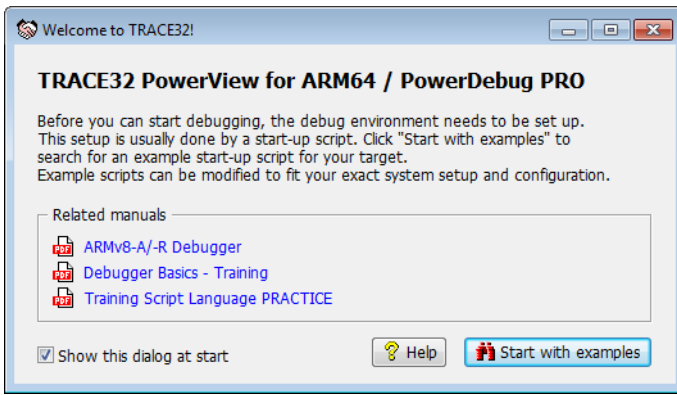 Welcome to TRACE32!
TRACE32 PowerView for ARM64 / PowerDebug PRO
Before you can start debugging, the debug environment needs to be set up.
This setup is usually done by a start-up script. Click "Start with examples" to
search for an example start-up script for your target.
Example scripts can be modified to fit your exact system setup and configuration.
Related manuals
PDF ARMv8-A/-R Debugger
PDF Debugger Basics - Training
PDF Training Script Language PRACTICE
Show this dialog at start
? Help
Start with examples